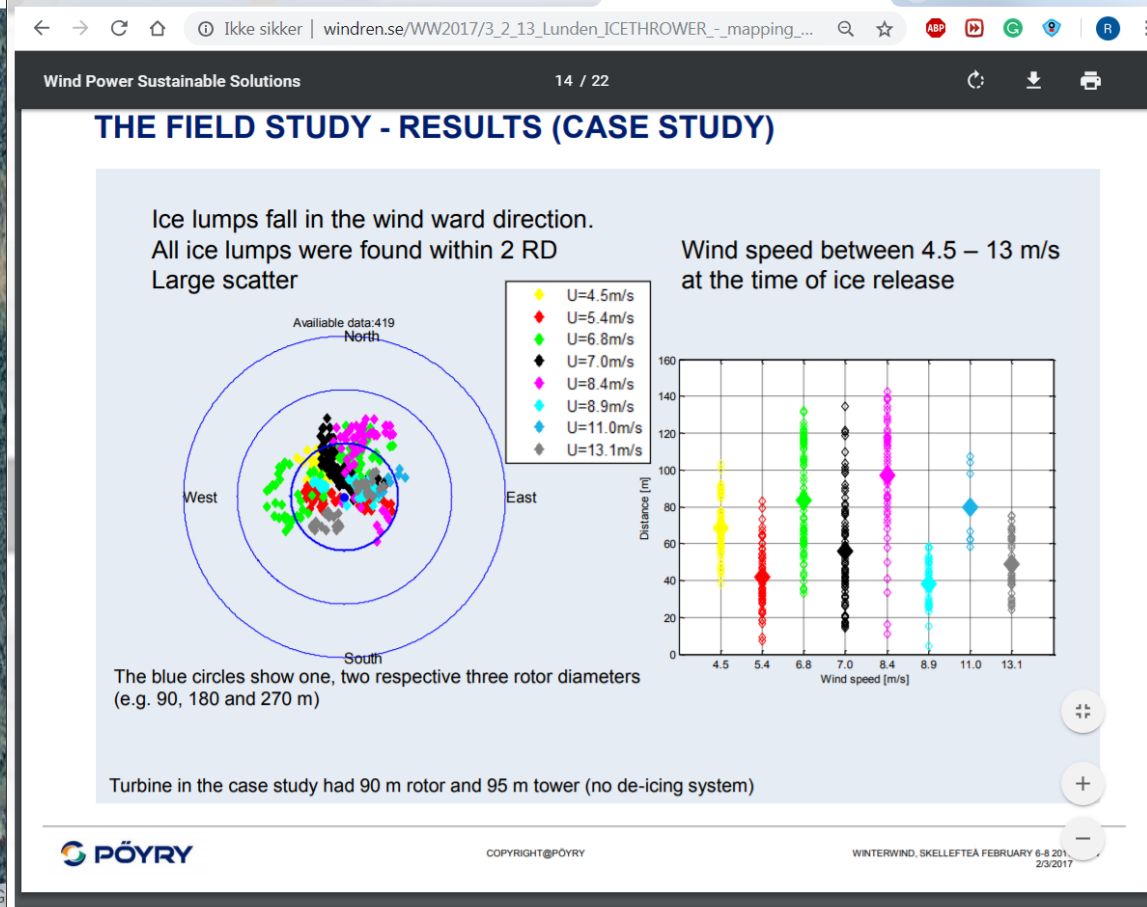 Ikke sikker | windren.se/WW2017/3_2_13_Lunden_ICETHROWER_-_mapping_...
ABP
G
R
Wind Power Sustainable Solutions
14 / 22
THE FIELD STUDY - RESULTS (CASE STUDY)
Ice lumps fall in the wind ward direction.
All ice lumps were found within 2 RD
Large scatter
Wind speed between 4.5 – 13 m/s
at the time of ice release
Availiable data:419
North
West
East
South
U=4.5m/s
U=5.4m/s
U=6.8m/s
U=7.0m/s
U=8.4m/s
U=8.9m/s
U=11.0m/s
U=13.1m/s
160
140
120
100
80
60
40
20
0
Distance [m]
4.5 5.4 6.8 7.0 8.4 8.9 11.0 13.1
Wind speed [m/s]
The blue circles show one, two respective three rotor diameters
(e.g. 90, 180 and 270 m)
Turbine in the case study had 90 m rotor and 95 m tower (no de-icing system)
PÖYRY
COPYRIGHT@PÖYRY
WINTERWIND, SKELLEFTEÅ FEBRUARY 6-8
2/3/2017